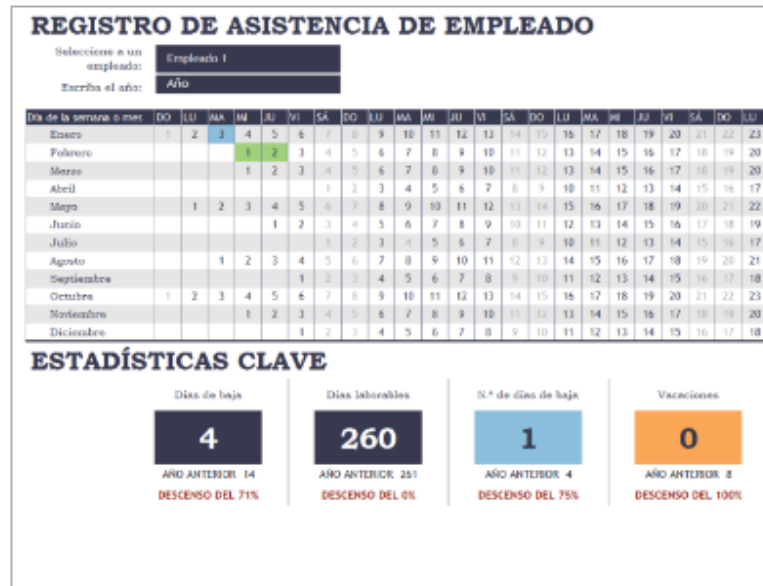 REGISTRO DE ASISTENCIA DE EMPLEADO
Seleccione a un empleado: Empleado 1
Escriba el año: Año
Día de la semana o mes DO LU MA MI JU VI SÁ DO LU MA MI JU VI SÁ DO LU MA MI JU VI SÁ DO LU
Enero 1 2 3 4 5 6 7 8 9 10 11 12 13 14 15 16 17 18 19 20 21 22 23
Febrero 1 2 3 4 5 6 7 8 9 10 11 12 13 14 15 16 17 18 19 20
Marzo 1 2 3 4 5 6 7 8 9 10 11 12 13 14 15 16 17 18 19 20
Abril 1 2 3 4 5 6 7 8 9 10 11 12 13 14 15 16 17
Mayo 1 2 3 4 5 6 7 8 9 10 11 12 13 14 15 16 17 18 19 20 21 22
Junio 1 2 3 4 5 6 7 8 9 10 11 12 13 14 15 16 17 18 19
Julio 1 2 3 4 5 6 7 8 9 10 11 12 13 14 15 16 17
Agosto 1 2 3 4 5 6 7 8 9 10 11 12 13 14 15 16 17 18 19 20 21
Septiembre 1 2 3 4 5 6 7 8 9 10 11 12 13 14 15 16 17 18
Octubre 1 2 3 4 5 6 7 8 9 10 11 12 13 14 15 16 17 18 19 20 21 22 23
Noviembre 1 2 3 4 5 6 7 8 9 10 11 12 13 14 15 16 17 18 19 20
Diciembre 1 2 3 4 5 6 7 8 9 10 11 12 13 14 15 16 17 18
ESTADÍSTICAS CLAVE
Días de baja Días laborables N.º de días de baja Vacaciones
4 260 1 0
AÑO ANTERIOR 14 AÑO ANTERIOR 261 AÑO ANTERIOR 4 AÑO ANTERIOR 8
DESCENSO DEL 71% DESCENSO DEL 0% DESCENSO DEL 75% DESCENSO DEL 100%